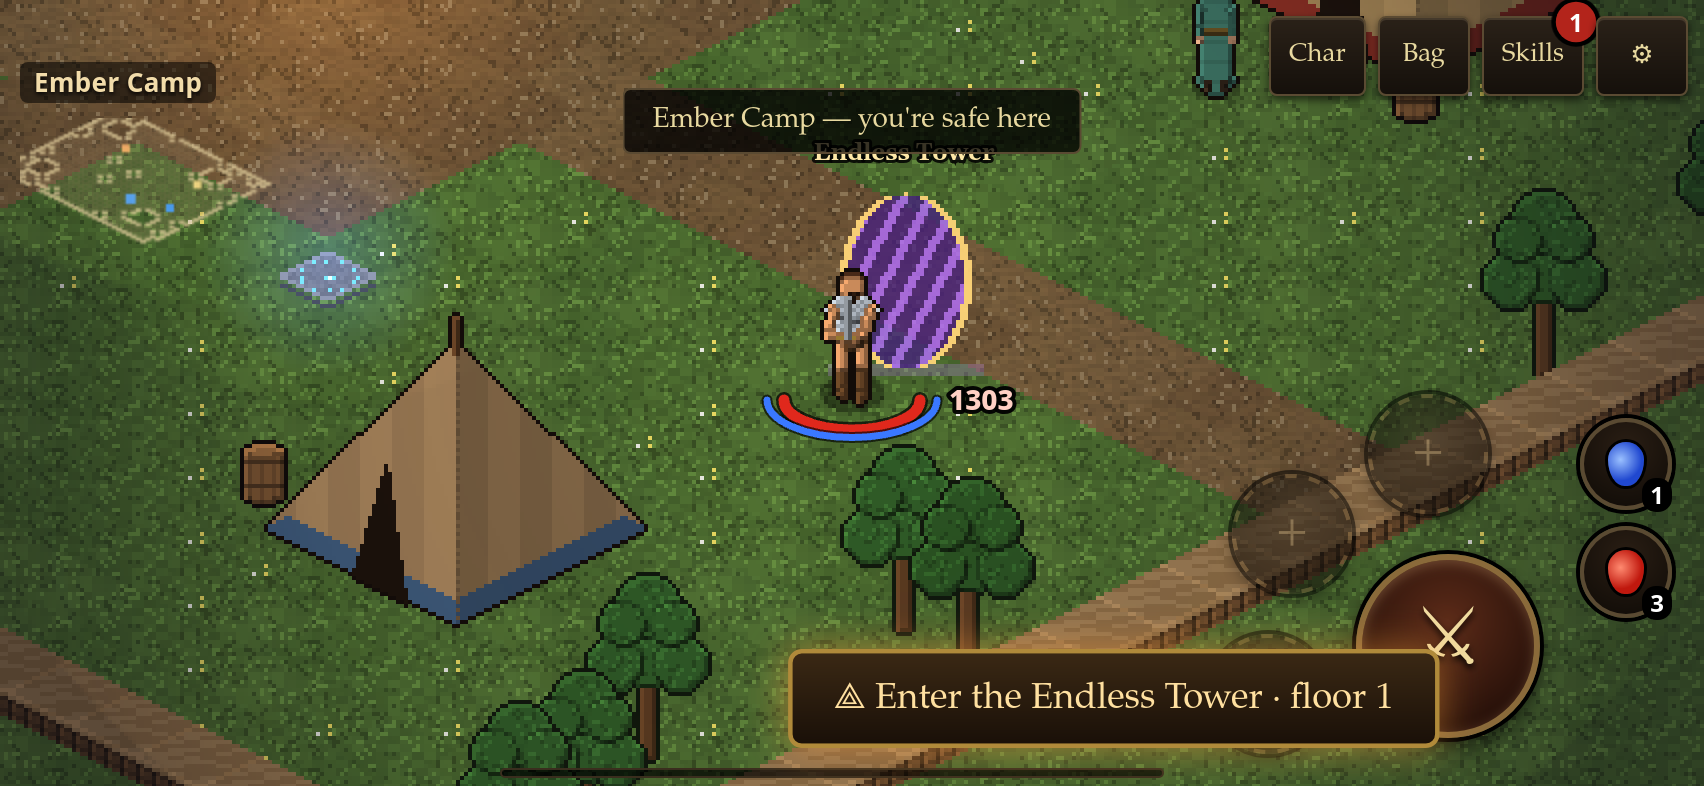 Char
Bag
Skills
1
Ember Camp
Ember Camp — you're safe here
Endless Tower
1303
1
3
Enter the Endless Tower · floor 1